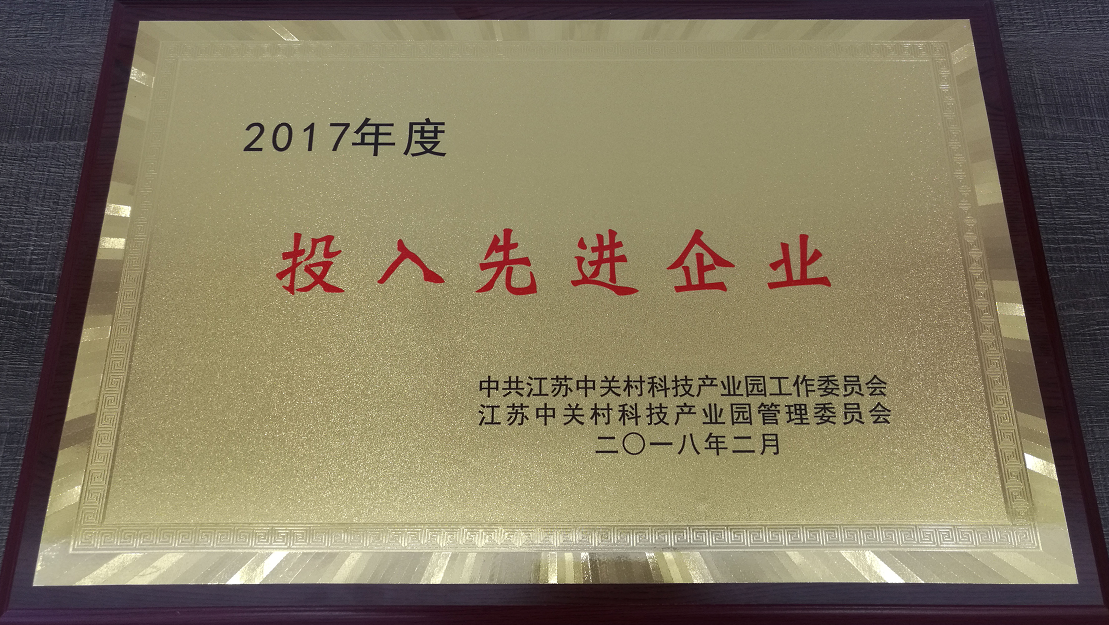 2017年度
投入先进企业
中共江苏中关村科技产业园工作委员会
江苏中关村科技产业园管理委员会
二〇一八年二月